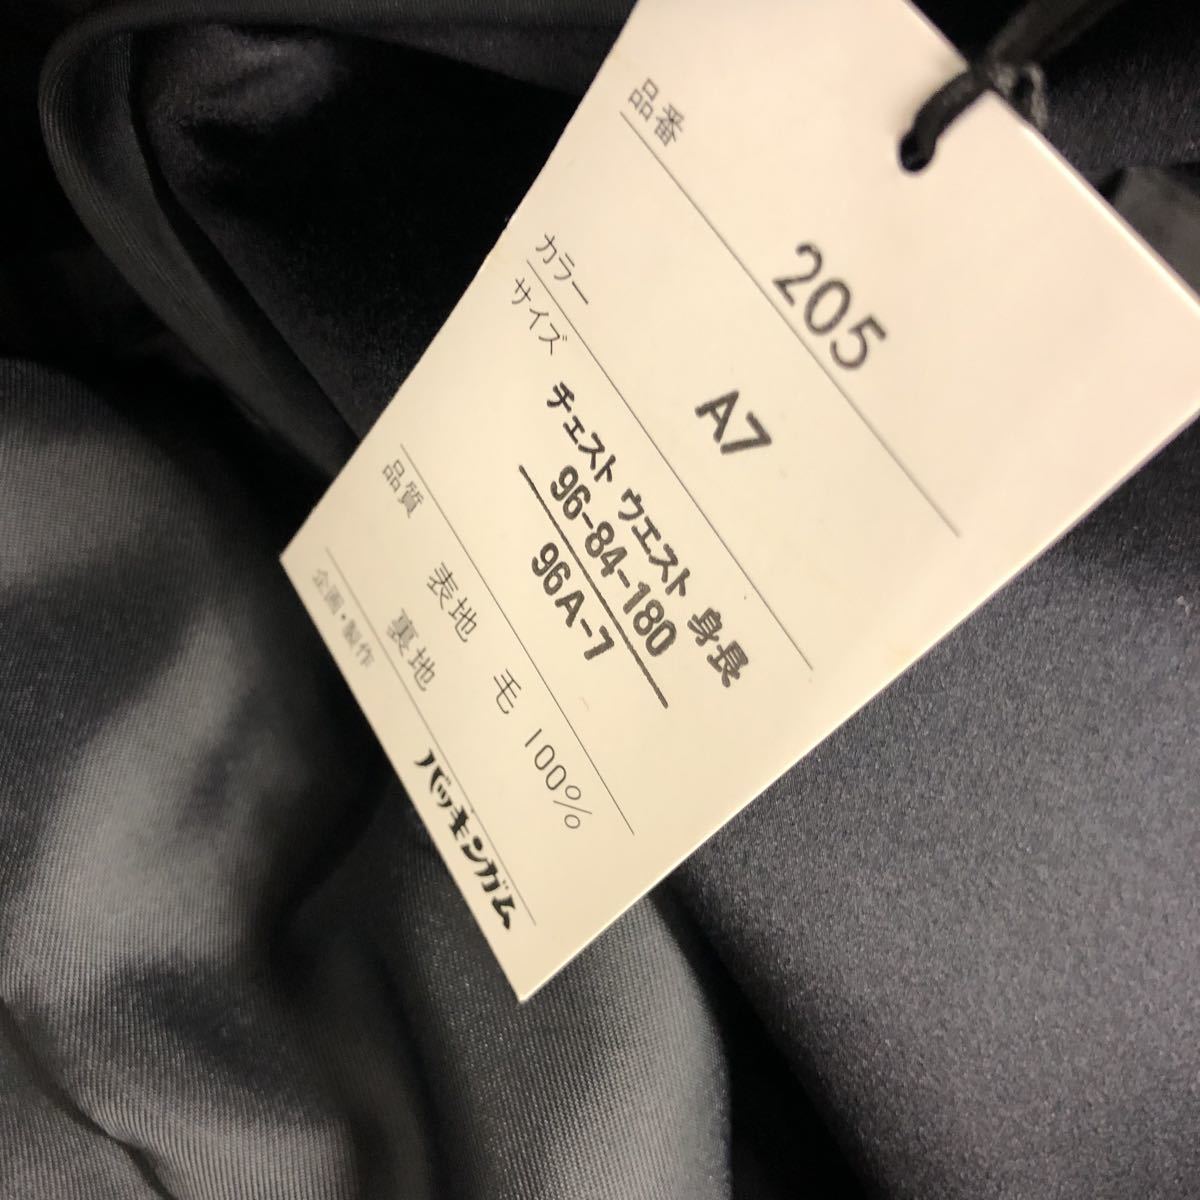 品番
205
カラー
A7
サイズ
チェスト ウエスト 身長
96-84-180
96A-7
品質
表地 毛 100%
裏地
企画・製作
バッキンガム